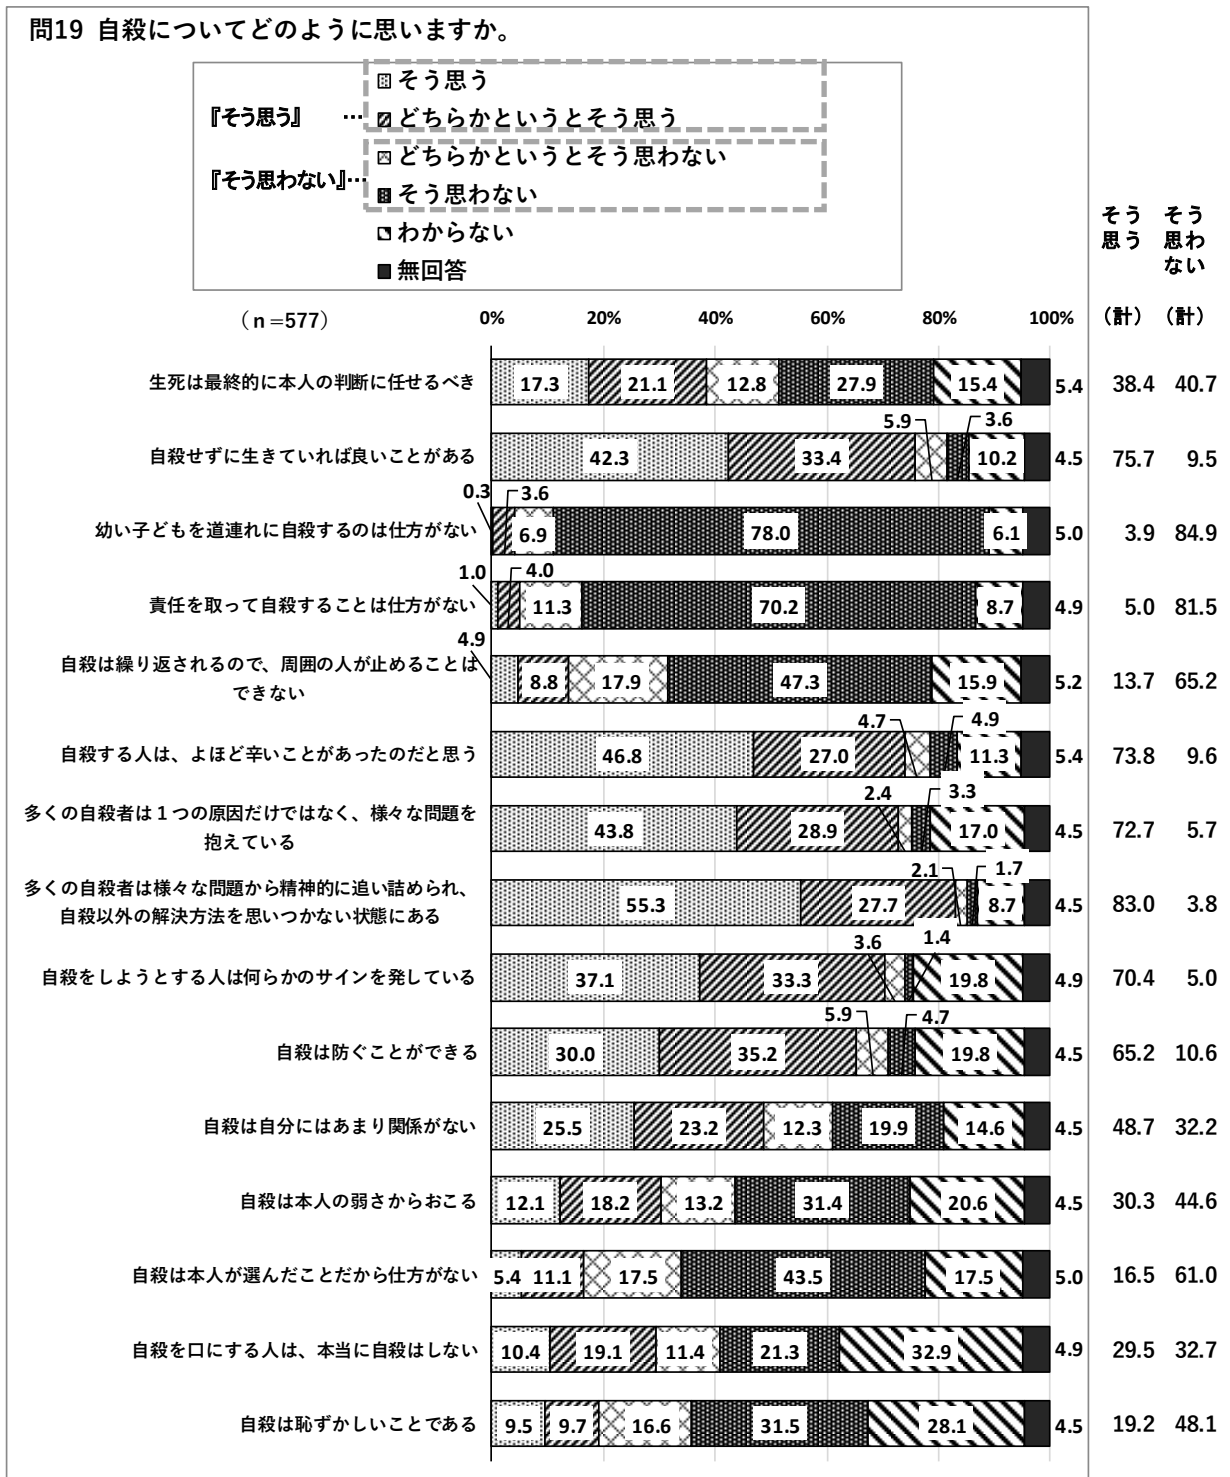 問19 自殺についてどのように思いますか。
そう思う
『そう思う』 … どちらかというとそう思う
どちらかというとそう思わない
『そう思わない』… そう思わない
わからない
無回答
そう思う (計) そう思わない (計)
(n=577) 0% 20% 40% 60% 80% 100%
生死は最終的に本人の判断に任せるべき 17.3 21.1 12.8 27.9 15.4 5.4 38.4 40.7
自殺せずに生きていれば良いことがある 42.3 33.4 5.9 3.6 10.2 4.5 75.7 9.5
幼い子どもを道連れに自殺するのは仕方がない 0.3 3.6 6.9 78.0 6.1 5.0 3.9 84.9
責任を取って自殺することは仕方がない 1.0 4.0 11.3 70.2 8.7 4.9 5.0 81.5
自殺は繰り返されるので、周囲の人が止めることは
できない 4.9 8.8 17.9 47.3 15.9 5.2 13.7 65.2
自殺する人は、よほど辛いことがあったのだと思う 46.8 27.0 4.7 4.9 11.3 5.4 73.8 9.6
多くの自殺者は１つの原因だけではなく、様々な問題を
抱えている 43.8 28.9 2.4 3.3 17.0 4.5 72.7 5.7
多くの自殺者は様々な問題から精神的に追い詰められ、
自殺以外の解決方法を思いつかない状態にある 55.3 27.7 2.1 1.7 8.7 4.5 83.0 3.8
自殺をしようとする人は何らかのサインを発している 37.1 33.3 3.6 1.4 19.8 4.9 70.4 5.0
自殺は防ぐことができる 30.0 35.2 5.9 4.7 19.8 4.5 65.2 10.6
自殺は自分にはあまり関係がない 25.5 23.2 12.3 19.9 14.6 4.5 48.7 32.2
自殺は本人の弱さからおこる 12.1 18.2 13.2 31.4 20.6 4.5 30.3 44.6
自殺は本人が選んだことだから仕方がない 5.4 11.1 17.5 43.5 17.5 5.0 16.5 61.0
自殺を口にする人は、本当に自殺はしない 10.4 19.1 11.4 21.3 32.9 4.9 29.5 32.7
自殺は恥ずかしいことである 9.5 9.7 16.6 31.5 28.1 4.5 19.2 48.1